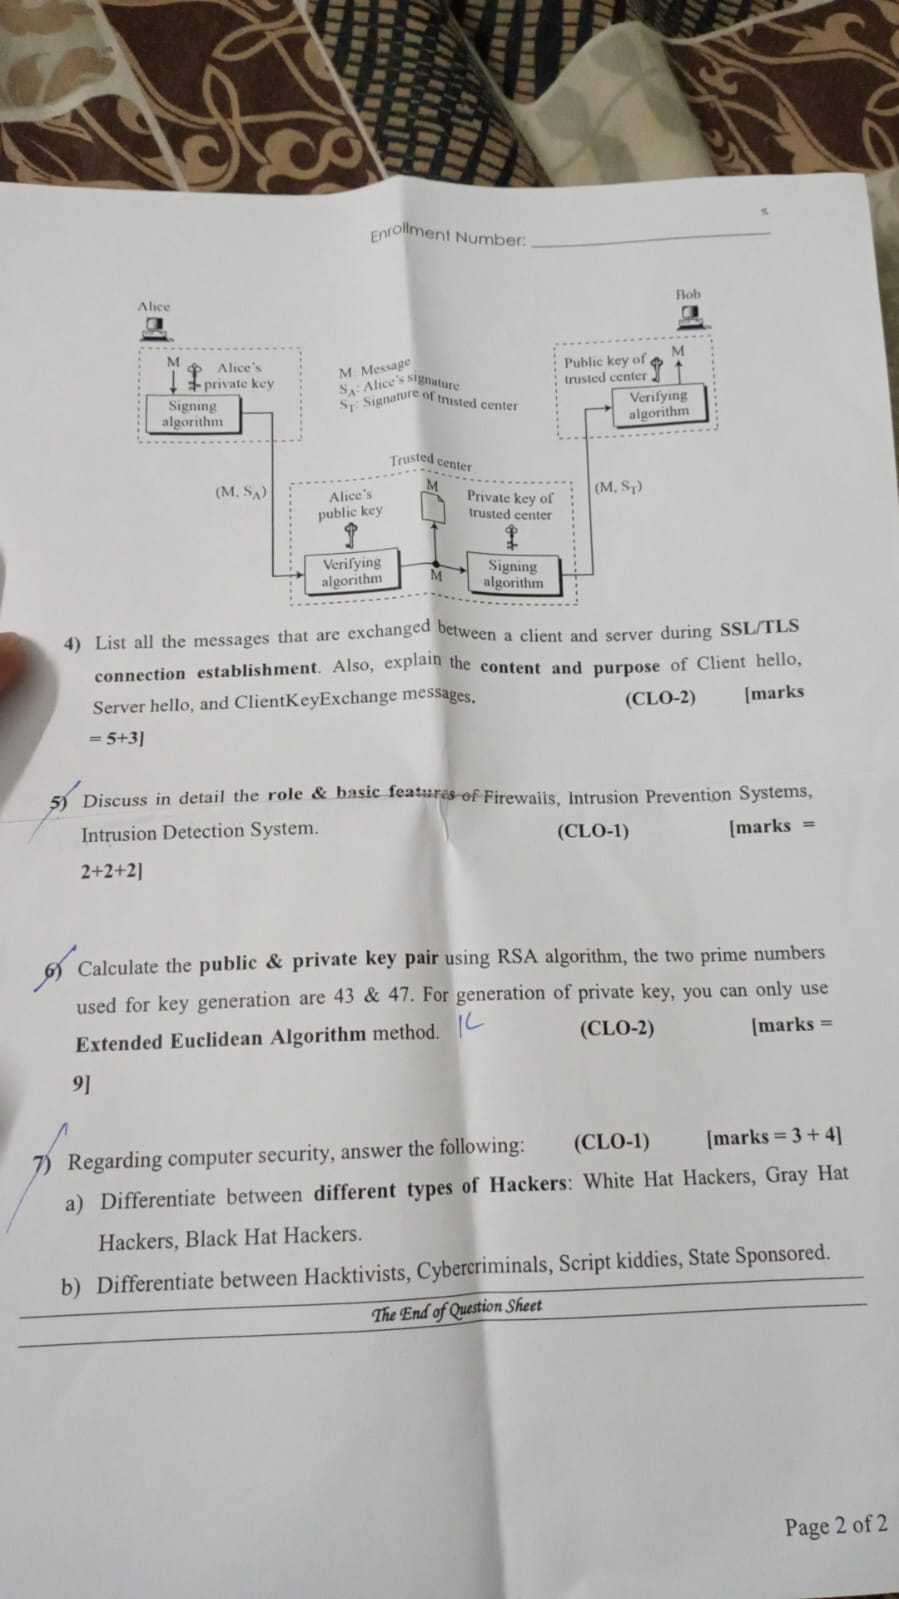 Enrollment Number:
Alice
Bob
M
Alice's
private key
Signing
algorithm
M: Message
S_A: Alice's signature
S_T: Signature of trusted center
Public key of
trusted center
M
Verifying
algorithm
(M, S_A)
Trusted center
(M, S_T)
Alice's
public key
M
Private key of
trusted center
Verifying
algorithm
M
Signing
algorithm
4) List all the messages that are exchanged between a client and server during SSL/TLS
connection establishment. Also, explain the content and purpose of Client hello,
Server hello, and ClientKeyExchange messages. (CLO-2) [marks
= 5+3]
5) Discuss in detail the role & basic features of Firewalls, Intrusion Prevention Systems,
Intrusion Detection System. (CLO-1) [marks =
2+2+2]
6) Calculate the public & private key pair using RSA algorithm, the two prime numbers
used for key generation are 43 & 47. For generation of private key, you can only use
Extended Euclidean Algorithm method. (CLO-2) [marks =
9]
7) Regarding computer security, answer the following: (CLO-1) [marks = 3 + 4]
a) Differentiate between different types of Hackers: White Hat Hackers, Gray Hat
Hackers, Black Hat Hackers.
b) Differentiate between Hacktivists, Cybercriminals, Script kiddies, State Sponsored.
The End of Question Sheet
Page 2 of 2